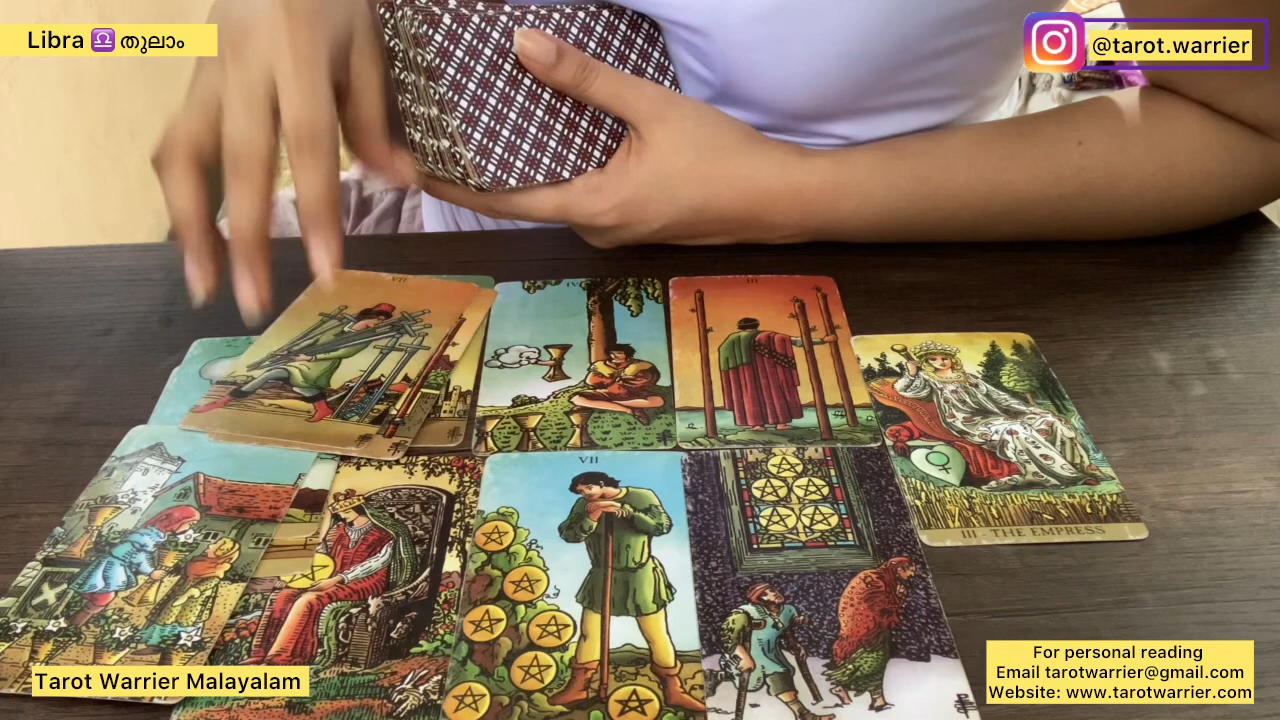 Libra ♎ തുലാം
@tarot.warrier
VII
IV
III
III - THE EMPRESS
VII
Tarot Warrier Malayalam
For personal reading
Email tarotwarrier@gmail.com
Website: www.tarotwarrier.com